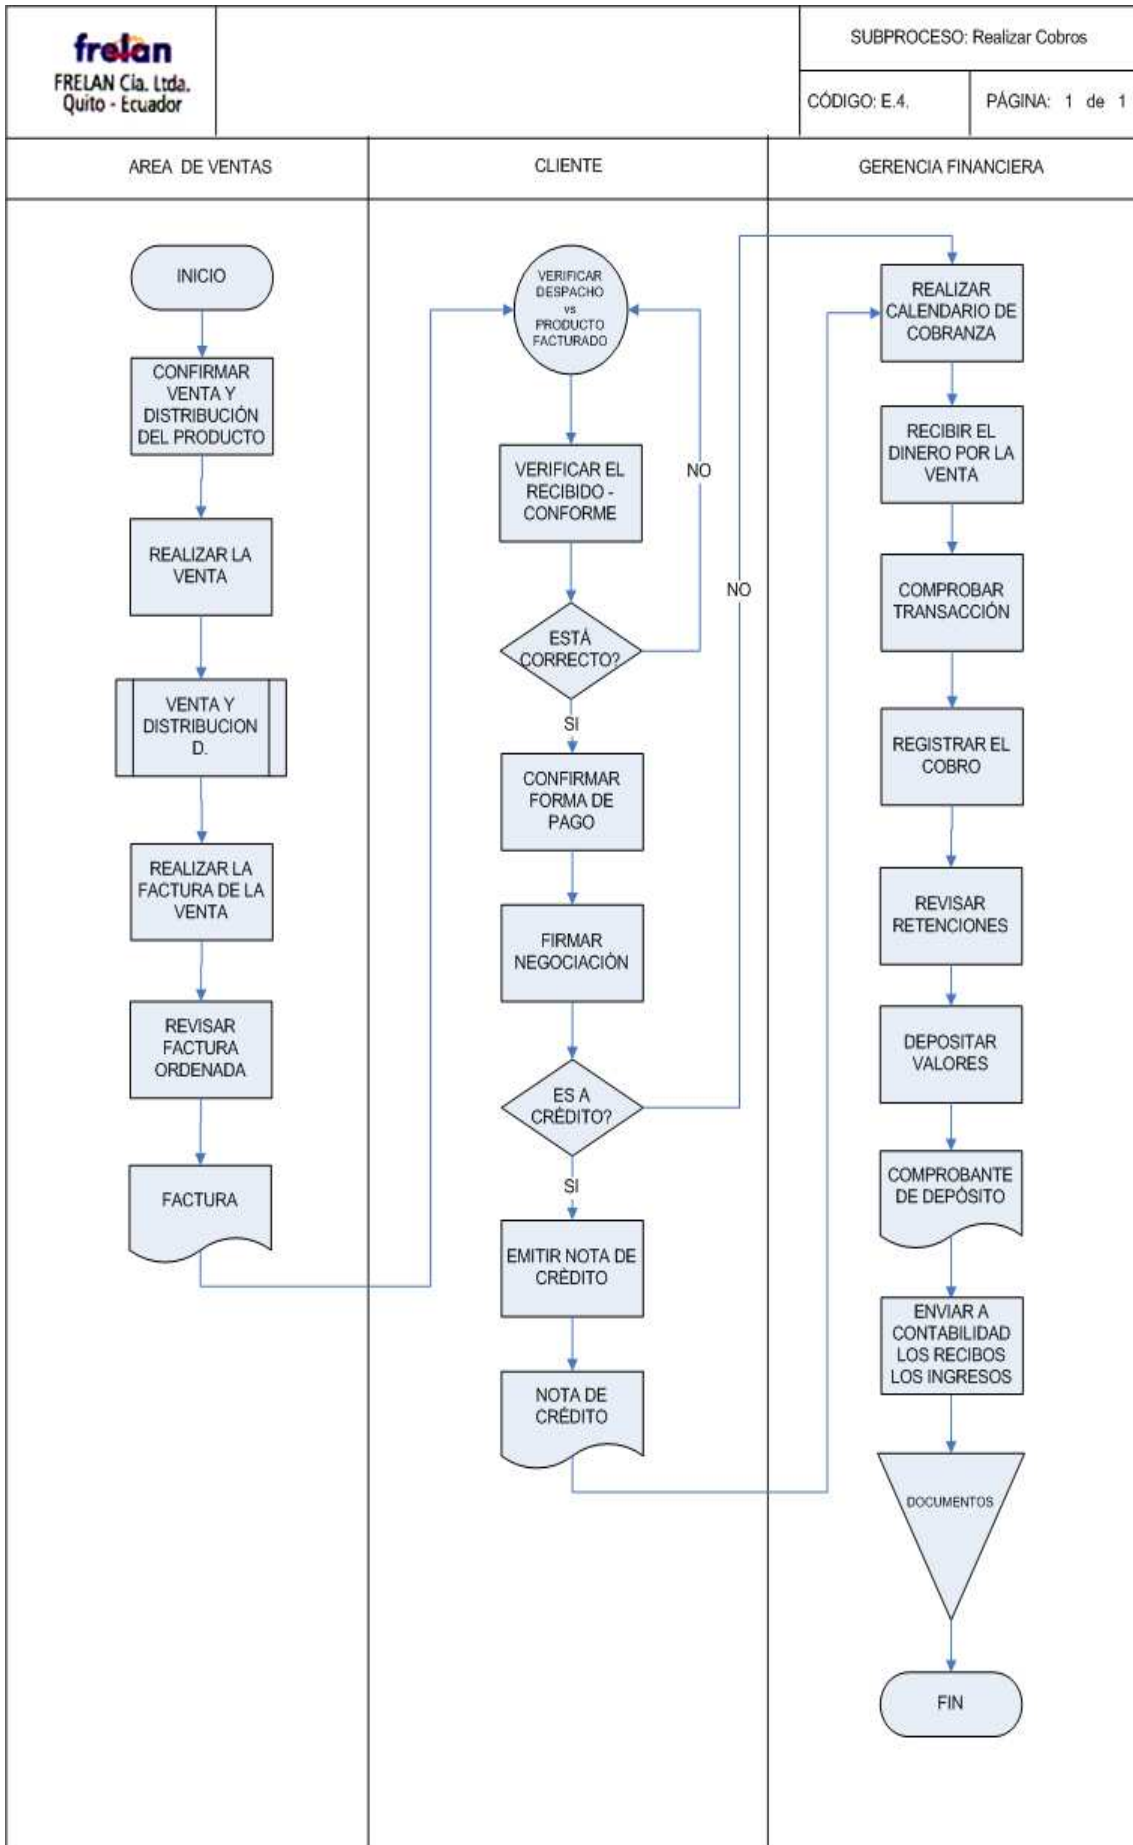 frelan
FRELAN Cia. Ltda.
Quito - Ecuador
SUBPROCESO: Realizar Cobros
CÓDIGO: E.4.
PÁGINA: 1 de 1
AREA DE VENTAS
CLIENTE
GERENCIA FINANCIERA
INICIO
CONFIRMAR
VENTA Y
DISTRIBUCIÓN
DEL PRODUCTO
REALIZAR LA
VENTA
VENTA Y
DISTRIBUCION
D.
REALIZAR LA
FACTURA DE LA
VENTA
REVISAR
FACTURA
ORDENADA
FACTURA
VERIFICAR
DESPACHO
vs
PRODUCTO
FACTURADO
VERIFICAR EL
RECIBIDO -
CONFORME
NO
ESTÁ
CORRECTO?
SI
CONFIRMAR
FORMA DE
PAGO
FIRMAR
NEGOCIACIÓN
ES A
CRÉDITO?
NO
SI
EMITIR NOTA DE
CRÈDITO
NOTA DE
CRÉDITO
REALIZAR
CALENDARIO DE
COBRANZA
RECIBIR EL
DINERO POR LA
VENTA
COMPROBAR
TRANSACCIÓN
REGISTRAR EL
COBRO
REVISAR
RETENCIONES
DEPOSITAR
VALORES
COMPROBANTE
DE DEPÓSITO
ENVIAR A
CONTABILIDAD
LOS RECIBOS
LOS INGRESOS
DOCUMENTOS
FIN